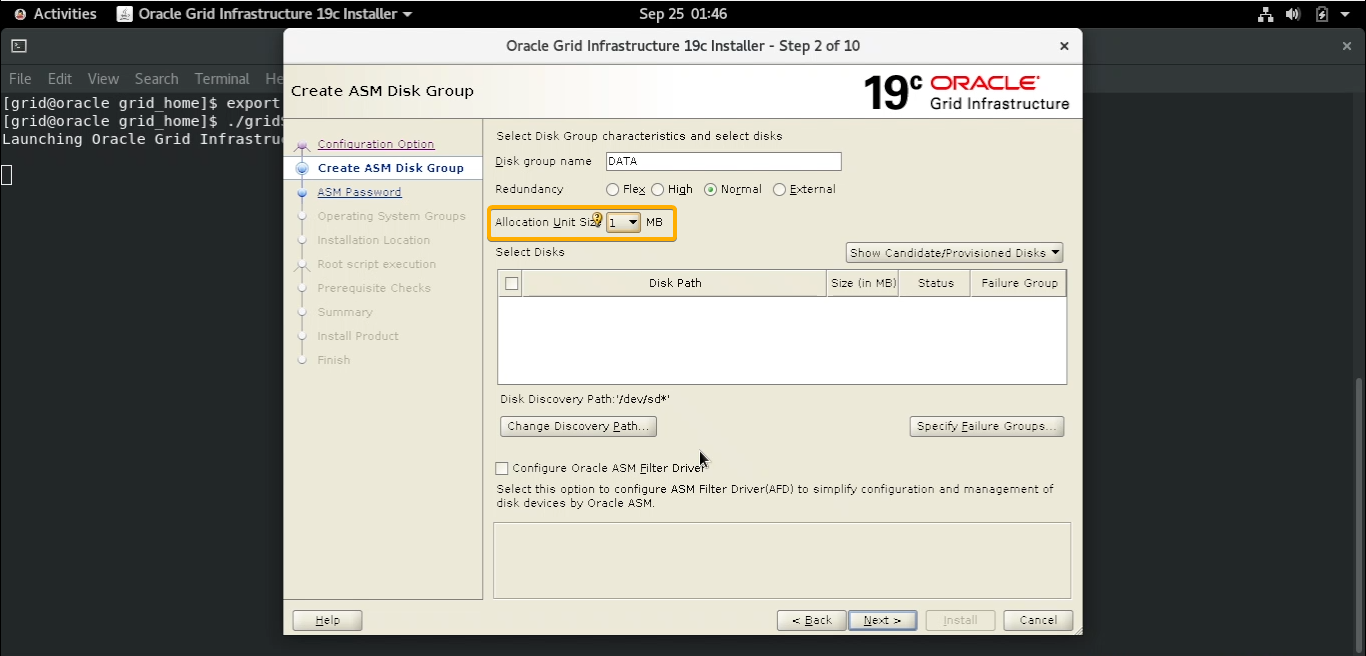 Activities Oracle Grid Infrastructure 19c Installer Sep 25 01:46
Oracle Grid Infrastructure 19c Installer - Step 2 of 10
File Edit View Search Terminal He
[grid@oracle grid_home]$ export
[grid@oracle grid_home]$ ./grid
Launching Oracle Grid Infrastru
Create ASM Disk Group
19c ORACLE
Grid Infrastructure
Configuration Option
Create ASM Disk Group
ASM Password
Operating System Groups
Installation Location
Root script execution
Prerequisite Checks
Summary
Install Product
Finish
Select Disk Group characteristics and select disks
Disk group name DATA
Redundancy Flex High Normal External
Allocation Unit Siz 1 MB
Select Disks Show Candidate/Provisioned Disks
Disk Path Size (in MB) Status Failure Group
Disk Discovery Path:'/dev/sd*'
Change Discovery Path... Specify Failure Groups...
Configure Oracle ASM Filter Driver
Select this option to configure ASM Filter Driver(AFD) to simplify configuration and management of
disk devices by Oracle ASM.
Help < Back Next > Install Cancel